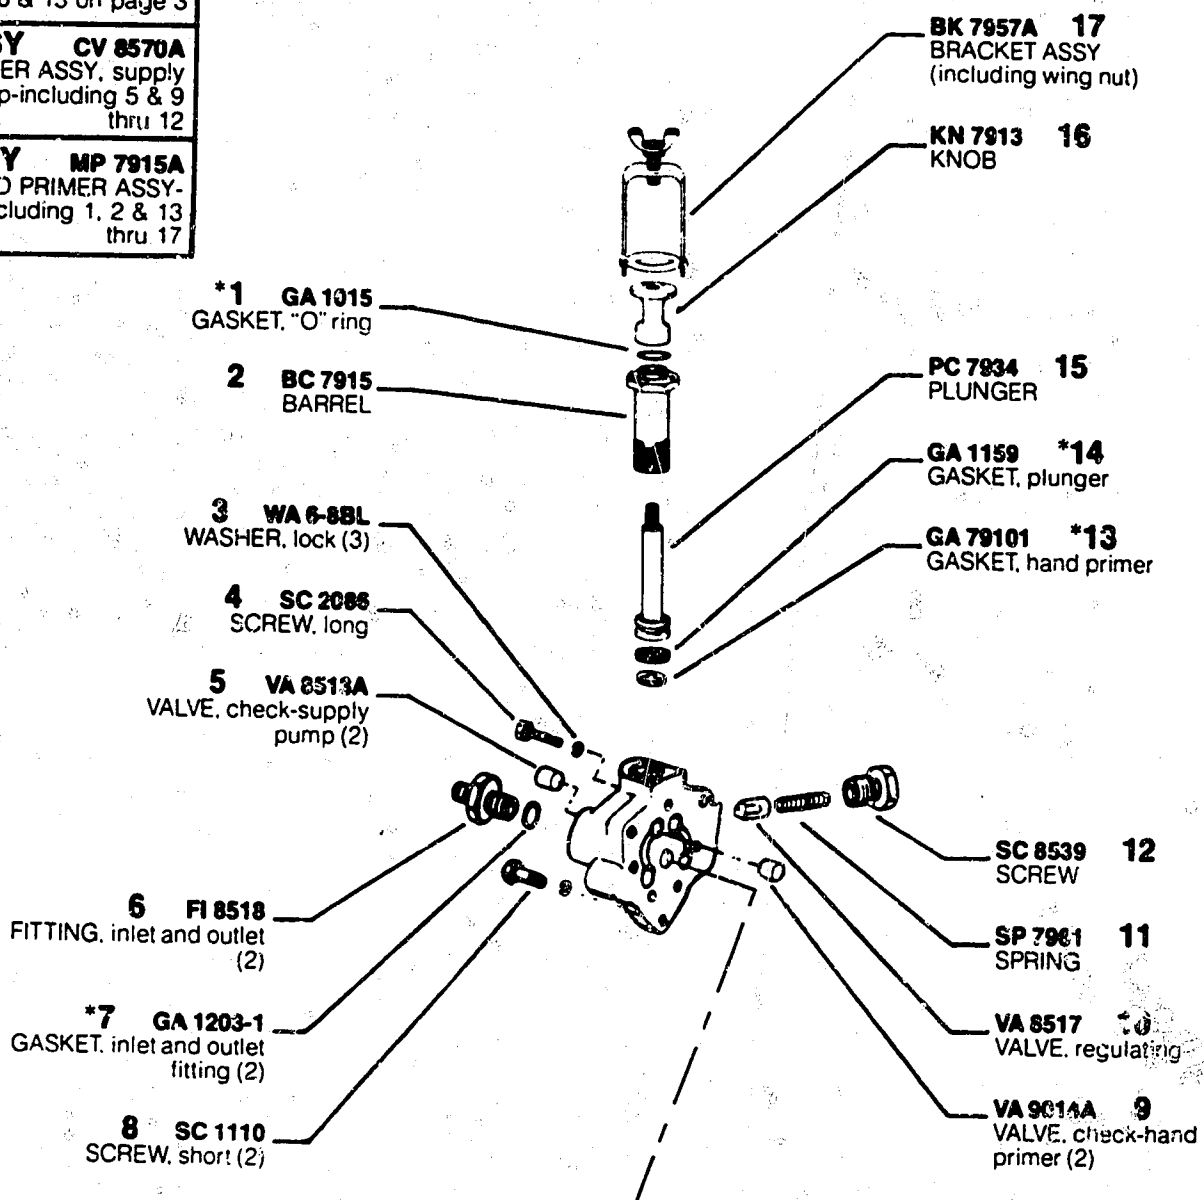 & 13 on page 3
SY CV 8570A
ER ASSY, supply
p-including 5 & 9
thru 12
Y MP 7915A
PRIMER ASSY-
cluding 1, 2 & 13
thru 17
BK 7957A 17
BRACKET ASSY
(including wing nut)
KN 7913 16
KNOB
*1 GA 1015
GASKET, "O" ring
2 BC 7915
BARREL
PC 7934 15
PLUNGER
GA 1159 *14
GASKET, plunger
3 WA 6-8BL
WASHER, lock (3)
GA 79101 *13
GASKET, hand primer
4 SC 2086
SCREW, long
5 VA 8513A
VALVE, check-supply
pump (2)
SC 8539 12
SCREW
6 FI 8518
FITTING, inlet and outlet
(2)
SP 7961 11
SPRING
*7 GA 1203-1
GASKET, inlet and outlet
fitting (2)
VA 8517 10
VALVE, regulating
8 SC 1110
SCREW, short (2)
VA 9014A 9
VALVE, check-hand
primer (2)